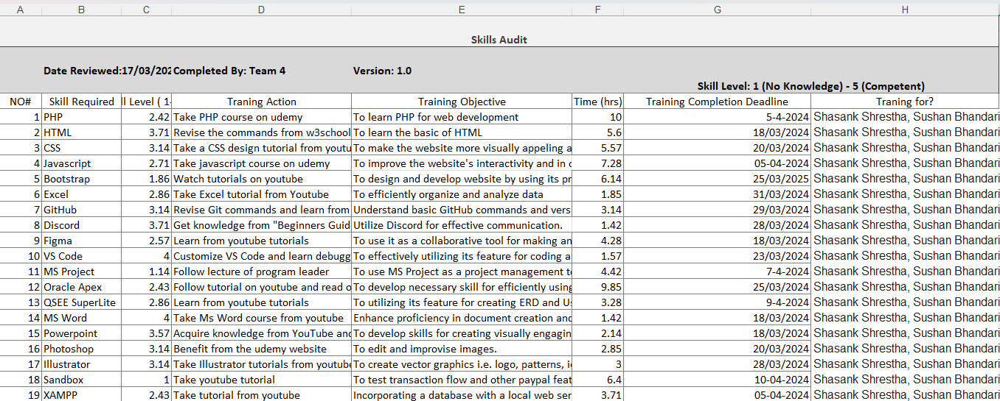 A B C D E F G H
Skills Audit
Date Reviewed:17/03/202 Completed By: Team 4 Version: 1.0
Skill Level: 1 (No Knowledge) - 5 (Competent)
NO# Skill Required ll Level ( 1- Traning Action Training Objective Time (hrs) Training Completion Deadline Traning for?
1 PHP 2.42 Take PHP course on udemy To learn PHP for web development 10 5-4-2024 Shasank Shrestha, Sushan Bhandari
2 HTML 3.71 Revise the commands from w3school To learn the basic of HTML 5.6 18/03/2024 Shasank Shrestha, Sushan Bhandari
3 CSS 3.14 Take a CSS design tutorial from youtu To make the website more visually appeling a 5.57 20/03/2024 Shasank Shrestha, Sushan Bhandari
4 Javascript 2.71 Take javascript course on udemy To improve the website's interactivity and in c 7.28 05-04-2024 Shasank Shrestha, Sushan Bhandari
5 Bootstrap 1.86 Watch tutorials on youtube To design and develop website by using its pr 6.14 25/03/2025 Shasank Shrestha, Sushan Bhandari
6 Excel 2.86 Take Excel tutorial from Youtube To efficiently organize and analyze data 1.85 31/03/2024 Shasank Shrestha, Sushan Bhandari
7 GitHub 3.14 Revise Git commands and learn from Understand basic GitHub commands and vers 3.14 29/03/2024 Shasank Shrestha, Sushan Bhandari
8 Discord 3.71 Get knowledge from "Beginners Guid Utilize Discord for effective communication. 1.42 28/03/2024 Shasank Shrestha, Sushan Bhandari
9 Figma 2.57 Learn from youtube tutorials To use it as a collaborative tool for making an 4.28 18/03/2024 Shasank Shrestha, Sushan Bhandari
10 VS Code 4 Customize VS Code and learn debugg To effectively utilizing its feature for coding a 1.57 23/03/2024 Shasank Shrestha, Sushan Bhandari
11 MS Project 1.14 Follow lecture of program leader To use MS Project as a project management t 4.42 7-4-2024 Shasank Shrestha, Sushan Bhandari
12 Oracle Apex 2.43 Follow tutorial on youtube and read o To develop necessary skill for efficiently using 9.85 25/03/2024 Shasank Shrestha, Sushan Bhandari
13 QSEE SuperLite 2.86 Learn from youtube tutorials To utilizing its feature for creating ERD and U 3.28 9-4-2024 Shasank Shrestha, Sushan Bhandari
14 MS Word 4 Take Ms Word course from youtube Enhance proficiency in document creation and 1.42 18/03/2024 Shasank Shrestha, Sushan Bhandari
15 Powerpoint 3.57 Acquire knowledge from YouTube and To develop skills for creating visually engagin 2.14 18/03/2024 Shasank Shrestha, Sushan Bhandari
16 Photoshop 3.14 Benefit from the udemy website To edit and improvise images. 2.85 20/03/2024 Shasank Shrestha, Sushan Bhandari
17 Illustrator 3.14 Take Illustrator tutorials from youtube To create vector graphics i.e. logo, patterns, i 3 28/03/2024 Shasank Shrestha, Sushan Bhandari
18 Sandbox 1 Take youtube tutorial To test transaction flow and other paypal feat 6.4 10-04-2024 Shasank Shrestha, Sushan Bhandari
19 XAMPP 2.43 Take tutorial from youtube Incorporating a database with a local web ser 3.71 05-04-2024 Shasank Shrestha, Sushan Bhandari